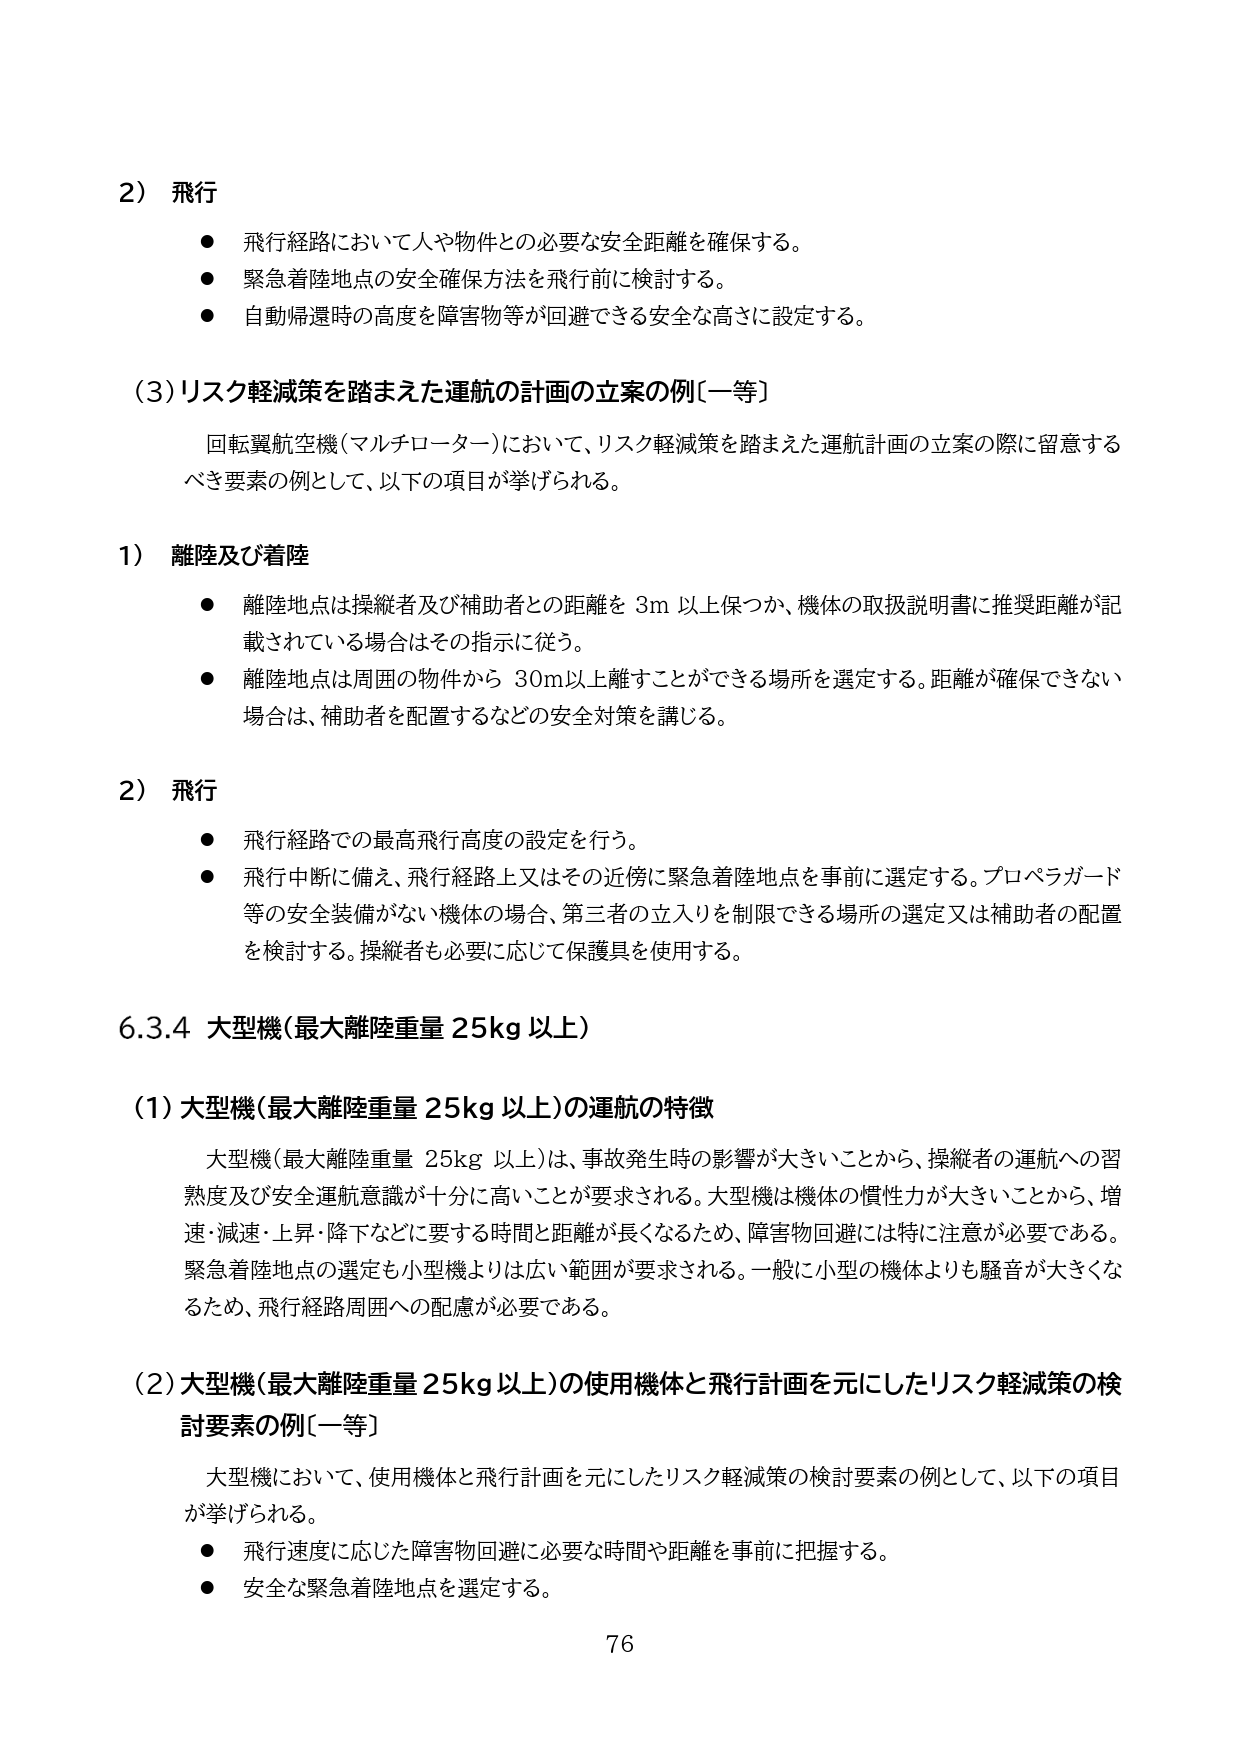 2） 飛行
● 飛行経路において人や物件との必要な安全距離を確保する。
● 緊急着陸地点の安全確保方法を飛行前に検討する。
● 自動帰還時の高度を障害物等が回避できる安全な高さに設定する。
（3）リスク軽減策を踏まえた運航の計画の立案の例〔一等〕
回転翼航空機（マルチローター）において、リスク軽減策を踏まえた運航計画の立案の際に留意する
べき要素の例として、以下の項目が挙げられる。
1） 離陸及び着陸
● 離陸地点は操縦者及び補助者との距離を 3m 以上保つか、機体の取扱説明書に推奨距離が記
載されている場合はその指示に従う。
● 離陸地点は周囲の物件から 30m以上離すことができる場所を選定する。距離が確保できない
場合は、補助者を配置するなどの安全対策を講じる。
2） 飛行
● 飛行経路での最高飛行高度の設定を行う。
● 飛行中断に備え、飛行経路上又はその近傍に緊急着陸地点を事前に選定する。プロペラガード
等の安全装備がない機体の場合、第三者の立入りを制限できる場所の選定又は補助者の配置
を検討する。操縦者も必要に応じて保護具を使用する。
6.3.4 大型機（最大離陸重量 25kg 以上）
（1）大型機（最大離陸重量 25kg 以上）の運航の特徴
大型機（最大離陸重量 25kg 以上）は、事故発生時の影響が大きいことから、操縦者の運航への習
熟度及び安全運航意識が十分に高いことが要求される。大型機は機体の慣性力が大きいことから、増
速・減速・上昇・降下などに要する時間と距離が長くなるため、障害物回避には特に注意が必要である。
緊急着陸地点の選定も小型機よりは広い範囲が要求される。一般に小型の機体よりも騒音が大きくな
るため、飛行経路周囲への配慮が必要である。
（2）大型機（最大離陸重量 25kg 以上）の使用機体と飛行計画を元にしたリスク軽減策の検
討要素の例〔一等〕
大型機において、使用機体と飛行計画を元にしたリスク軽減策の検討要素の例として、以下の項目
が挙げられる。
● 飛行速度に応じた障害物回避に必要な時間や距離を事前に把握する。
● 安全な緊急着陸地点を選定する。
76